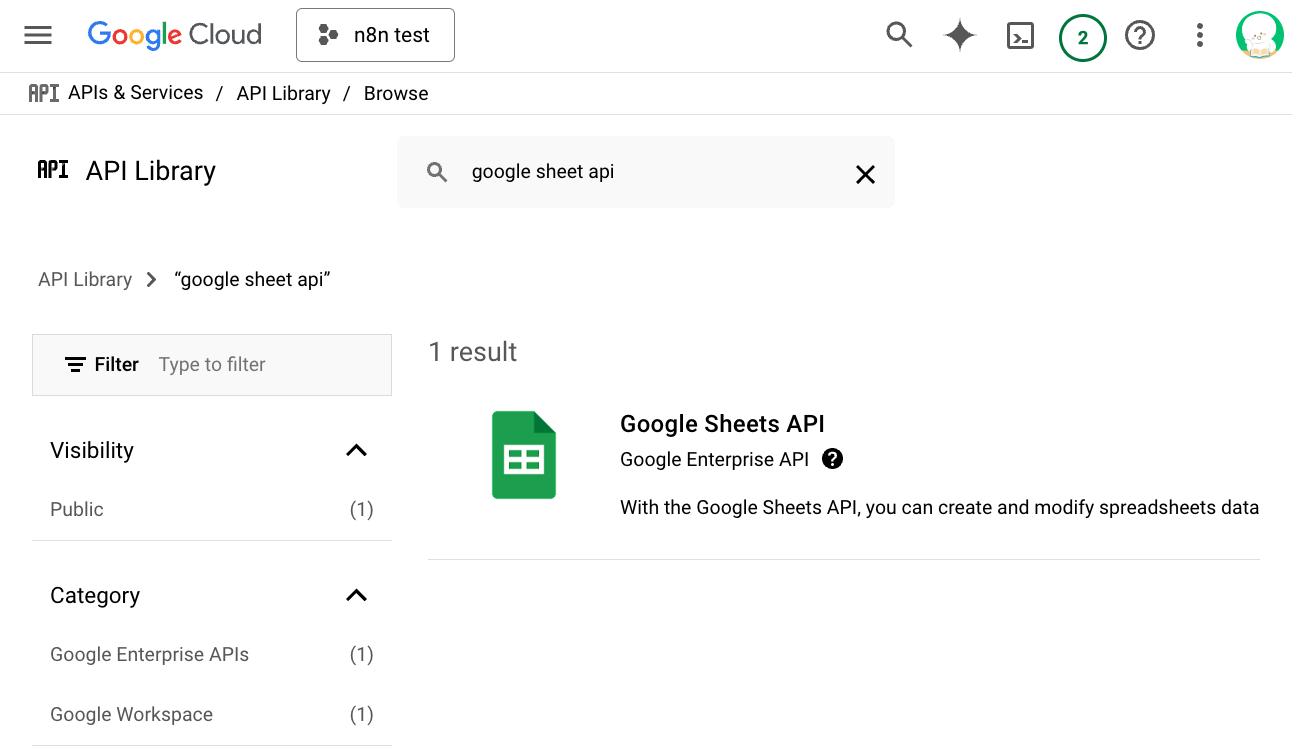 Google Cloud n8n test 2
API APIs & Services / API Library / Browse
API API Library google sheet api
API Library “google sheet api”
Filter Type to filter
1 result
Google Sheets API
Google Enterprise API
With the Google Sheets API, you can create and modify spreadsheets data
Visibility
Public (1)
Category
Google Enterprise APIs (1)
Google Workspace (1)